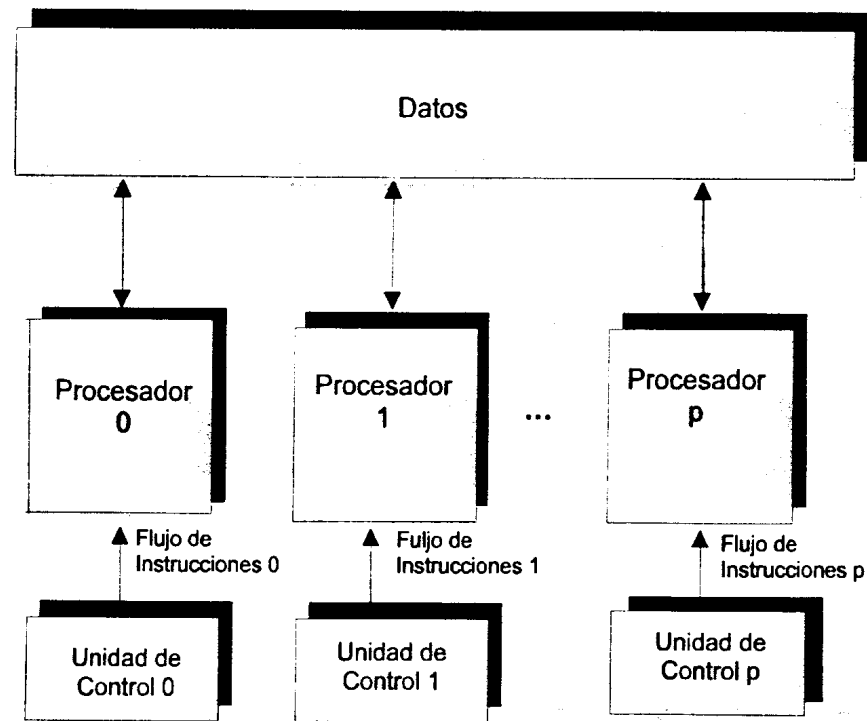 Datos
Procesador
0
Procesador
1
...
Procesador
p
Flujo de
Instrucciones 0
Fuljo de
Instrucciones 1
Flujo de
Instrucciones p
Unidad de
Control 0
Unidad de
Control 1
Unidad de
Control p